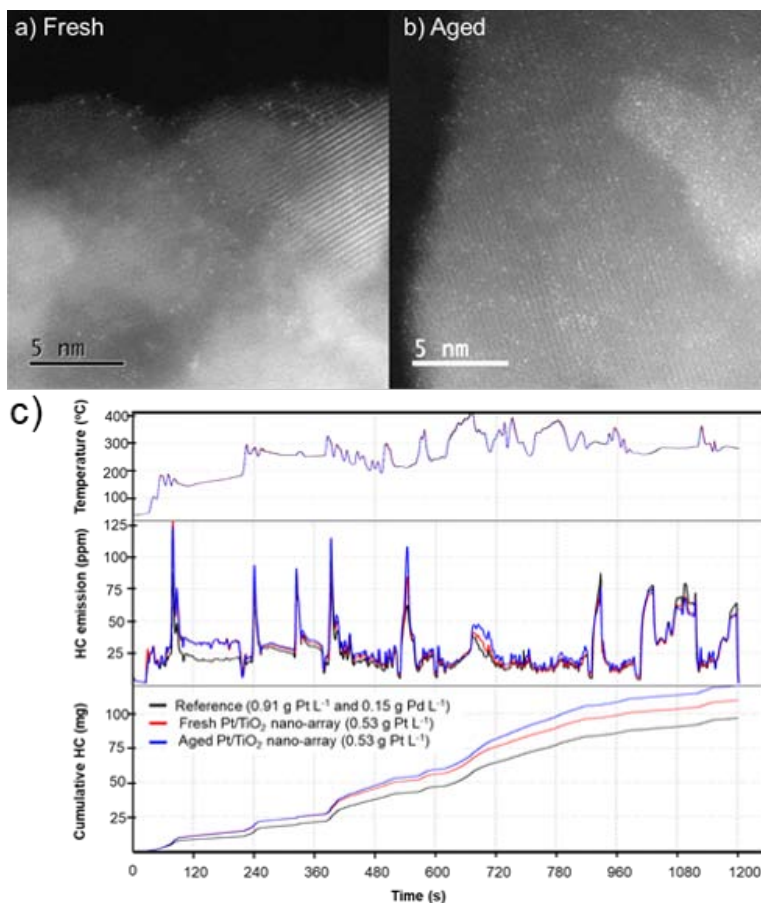 a) Fresh
b) Aged
5 nm
5 nm
c)
Temperature (°C)
400
300
200
100
HC emission (ppm)
125
100
75
50
25
Reference (0.91 g Pt L⁻¹ and 0.15 g Pd L⁻¹)
Fresh Pt/TiO₂ nano-array (0.53 g Pt L⁻¹)
Aged Pt/TiO₂ nano-array (0.53 g Pt L⁻¹)
Cumulative HC (mg)
100
75
50
25
0 120 240 360 480 600 720 840 960 1080 1200
Time (s)